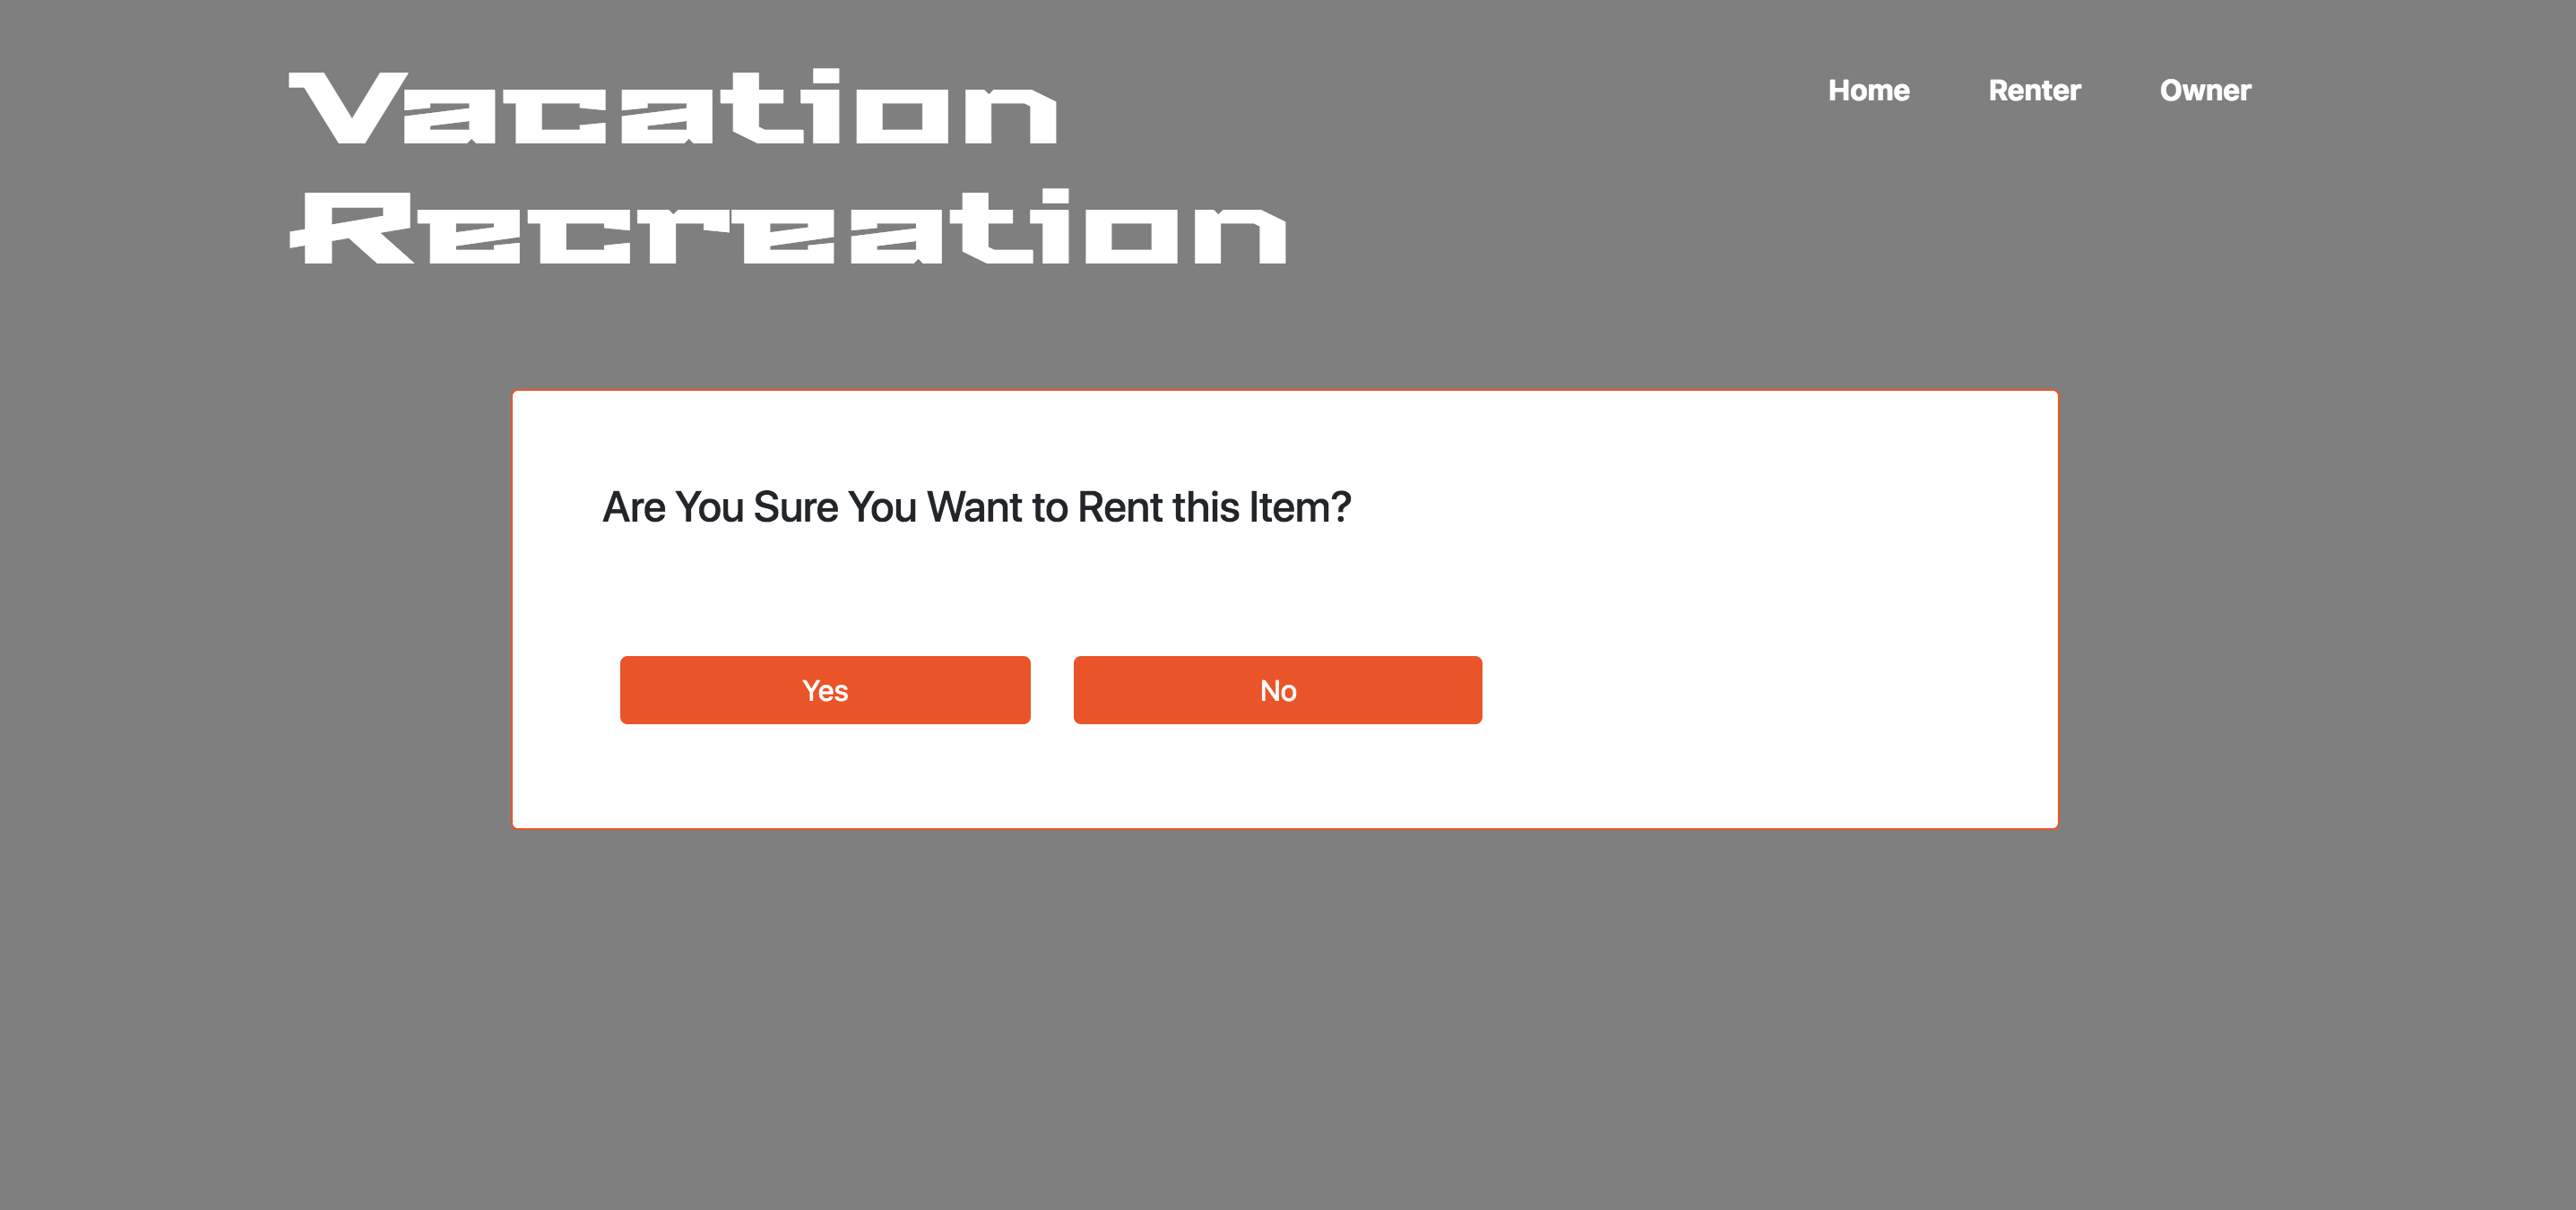 Vacation
Recreation
Home Renter Owner
Are You Sure You Want to Rent this Item?
Yes No